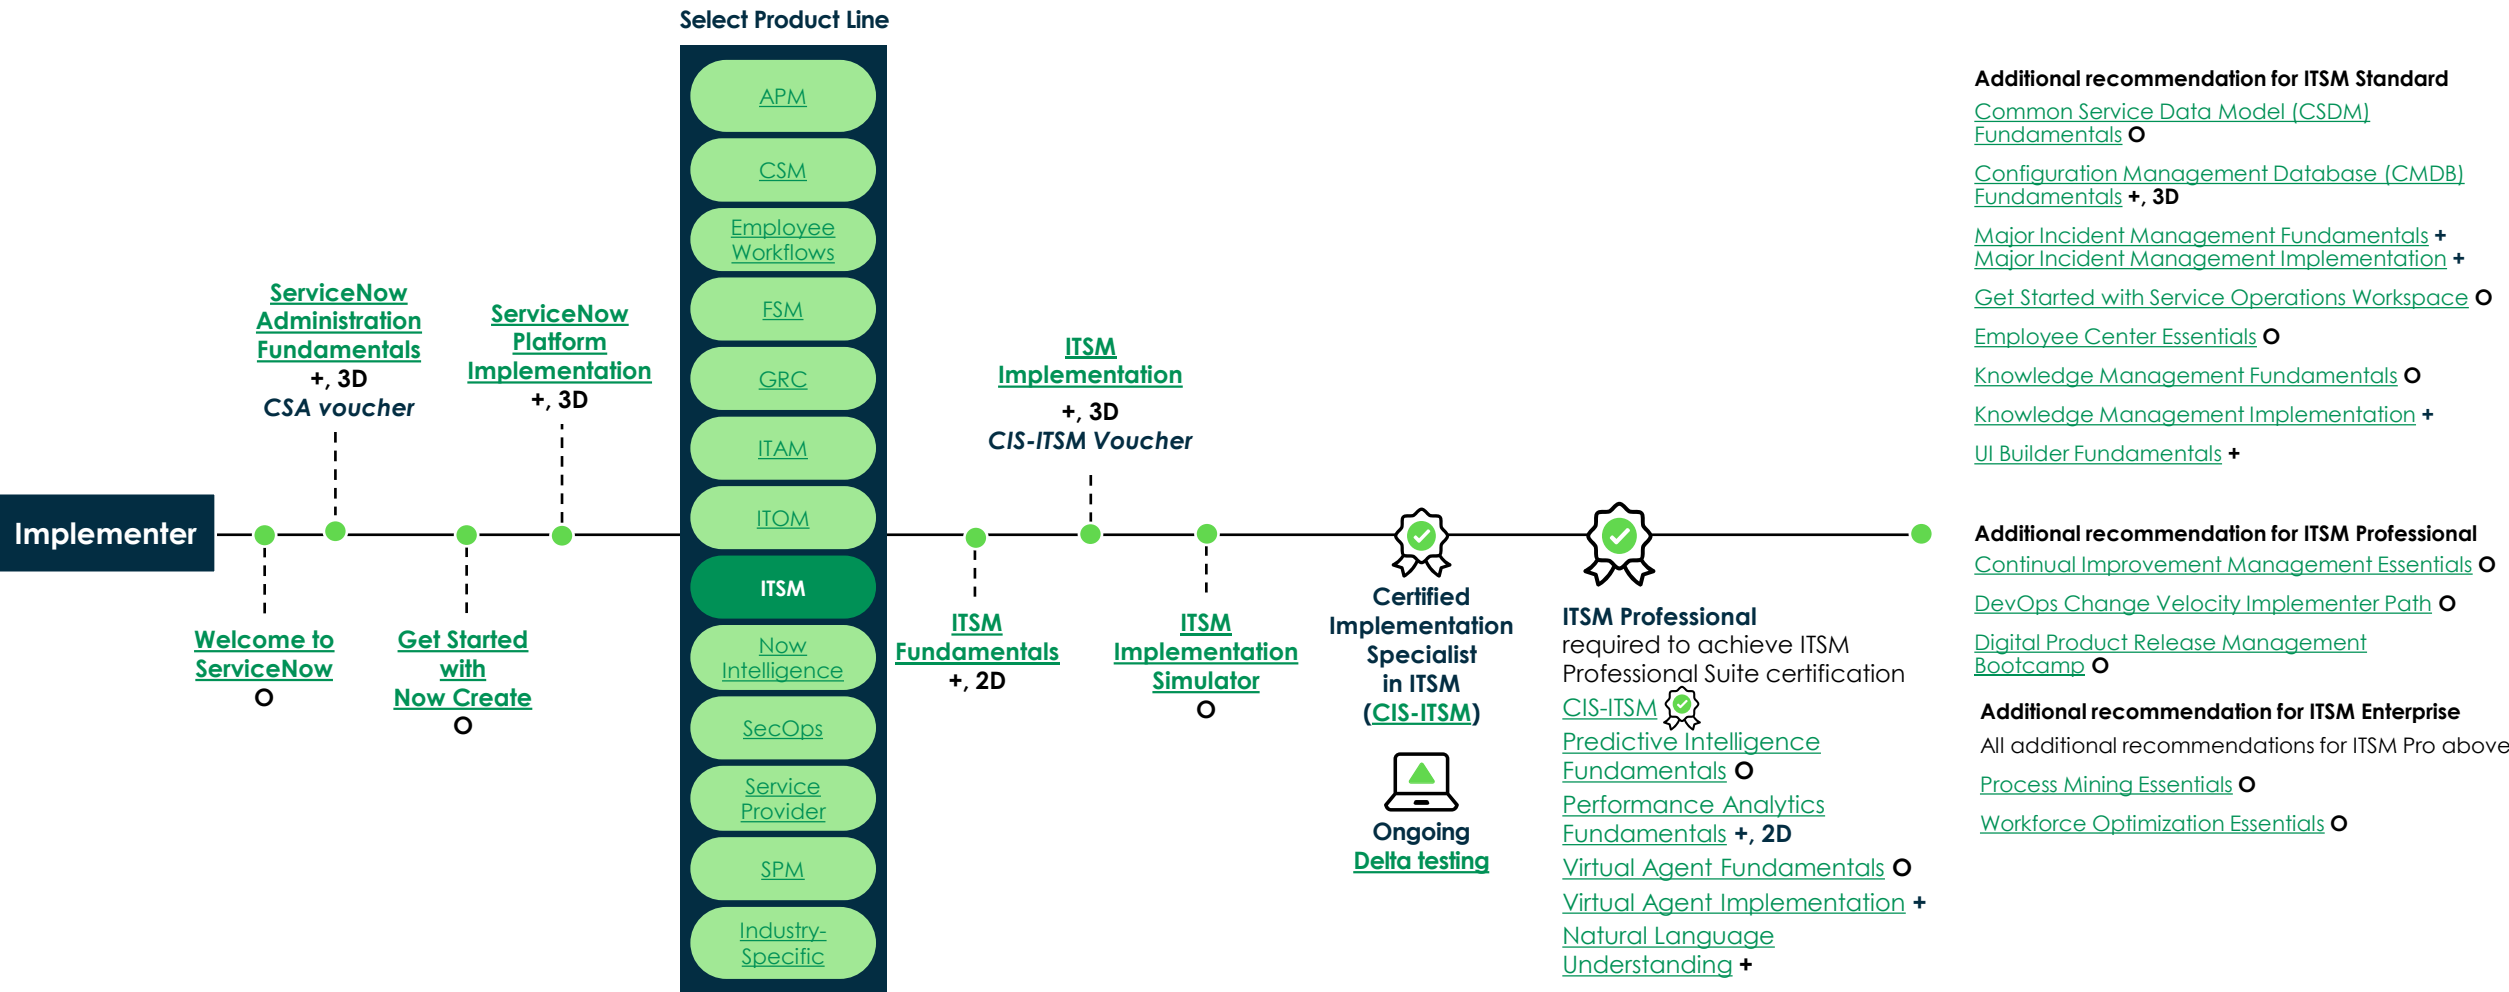 Select Product Line
APM
CSM
Employee
Workflows
FSM
GRC
ITAM
ITOM
ITSM
Now
Intelligence
SecOps
Service
Provider
SPM
Industry-
Specific
Implementer
Welcome to
ServiceNow
O
ServiceNow
Administration
Fundamentals
+, 3D
CSA voucher
Get Started
with
Now Create
O
ServiceNow
Platform
Implementation
+, 3D
ITSM
Fundamentals
+, 2D
ITSM
Implementation
+, 3D
CIS-ITSM Voucher
ITSM
Implementation
Simulator
O
Certified
Implementation
Specialist
in ITSM
(CIS-ITSM)
Ongoing
Delta testing
ITSM Professional
required to achieve ITSM
Professional Suite certification
CIS-ITSM
Predictive Intelligence
Fundamentals O
Performance Analytics
Fundamentals +, 2D
Virtual Agent Fundamentals O
Virtual Agent Implementation +
Natural Language
Understanding +
Additional recommendation for ITSM Standard
Common Service Data Model (CSDM)
Fundamentals O
Configuration Management Database (CMDB)
Fundamentals +, 3D
Major Incident Management Fundamentals +
Major Incident Management Implementation +
Get Started with Service Operations Workspace O
Employee Center Essentials O
Knowledge Management Fundamentals O
Knowledge Management Implementation +
UI Builder Fundamentals +
Additional recommendation for ITSM Professional
Continual Improvement Management Essentials O
DevOps Change Velocity Implementer Path O
Digital Product Release Management
Bootcamp O
Additional recommendation for ITSM Enterprise
All additional recommendations for ITSM Pro above
Process Mining Essentials O
Workforce Optimization Essentials O